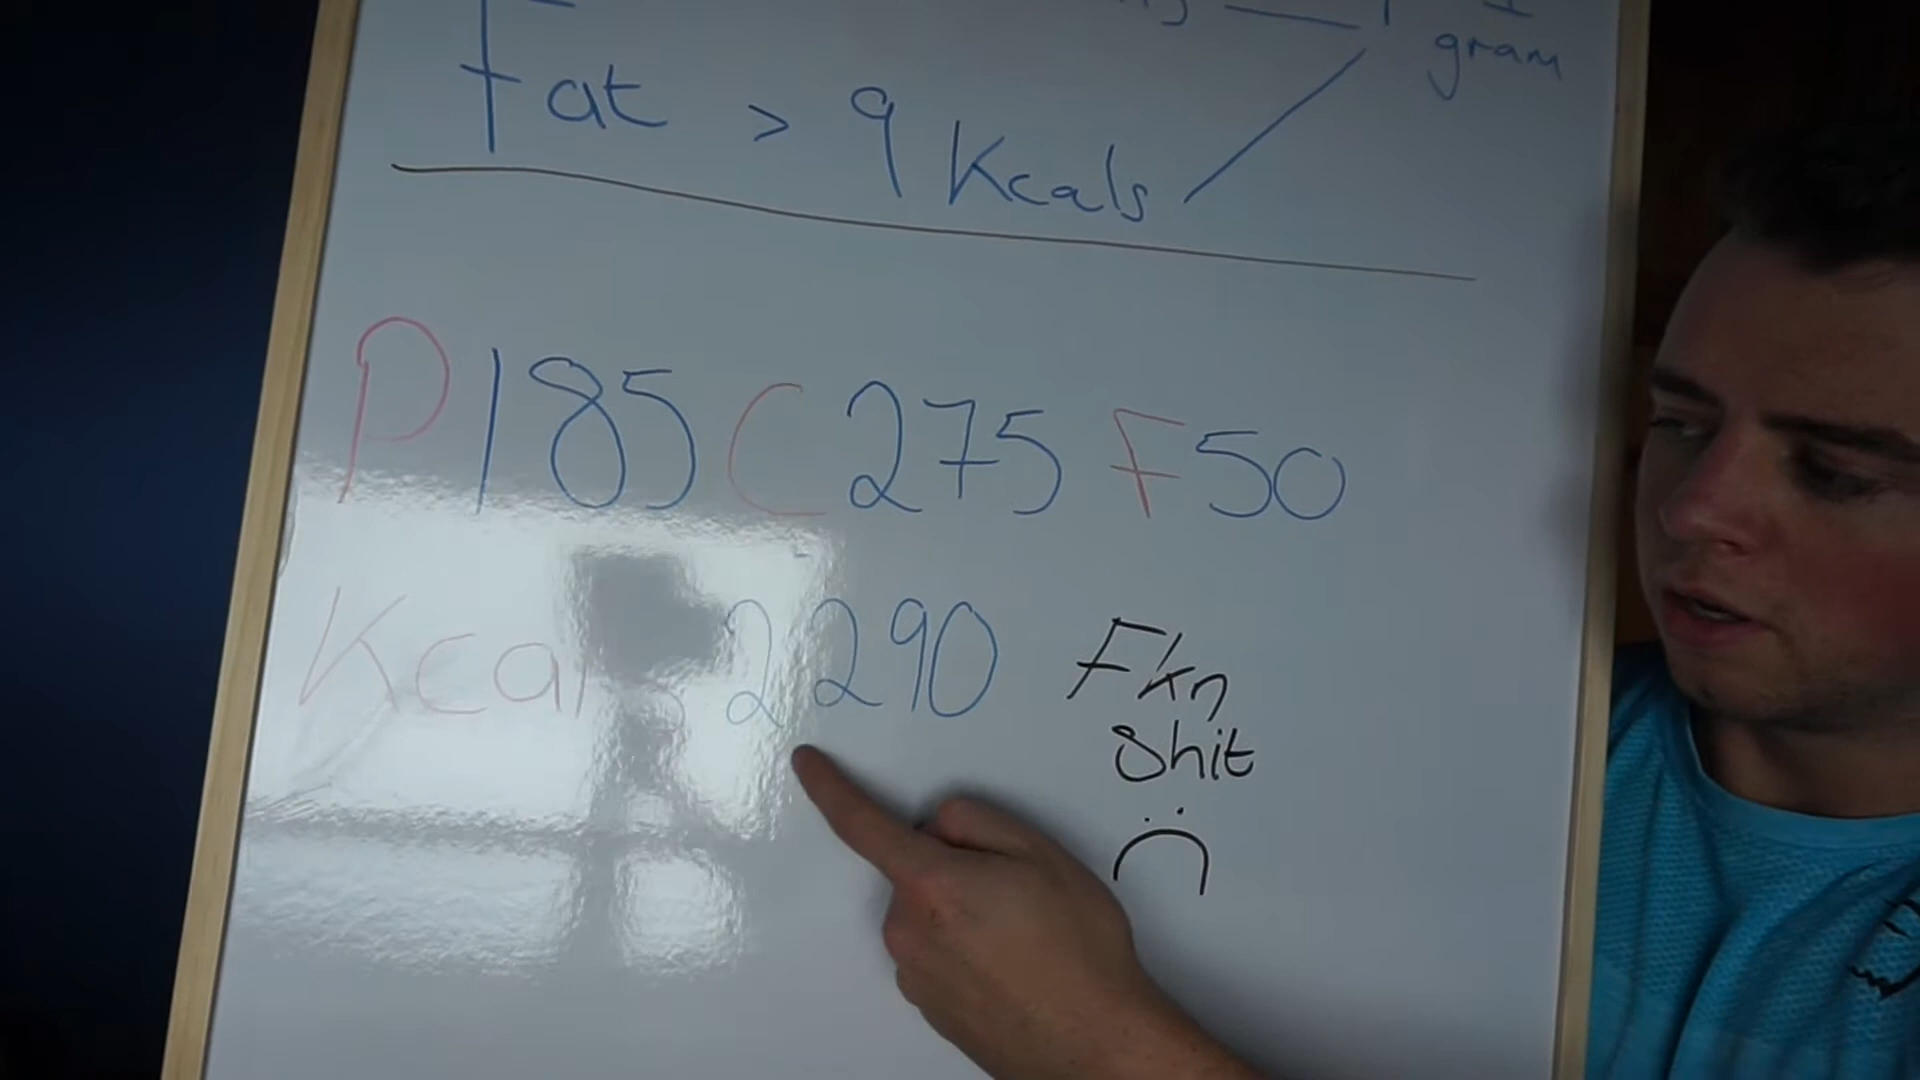 gram
Fat > 9 Kcals
P185 C275 F50
Kcals 2290
Fkn
Shit